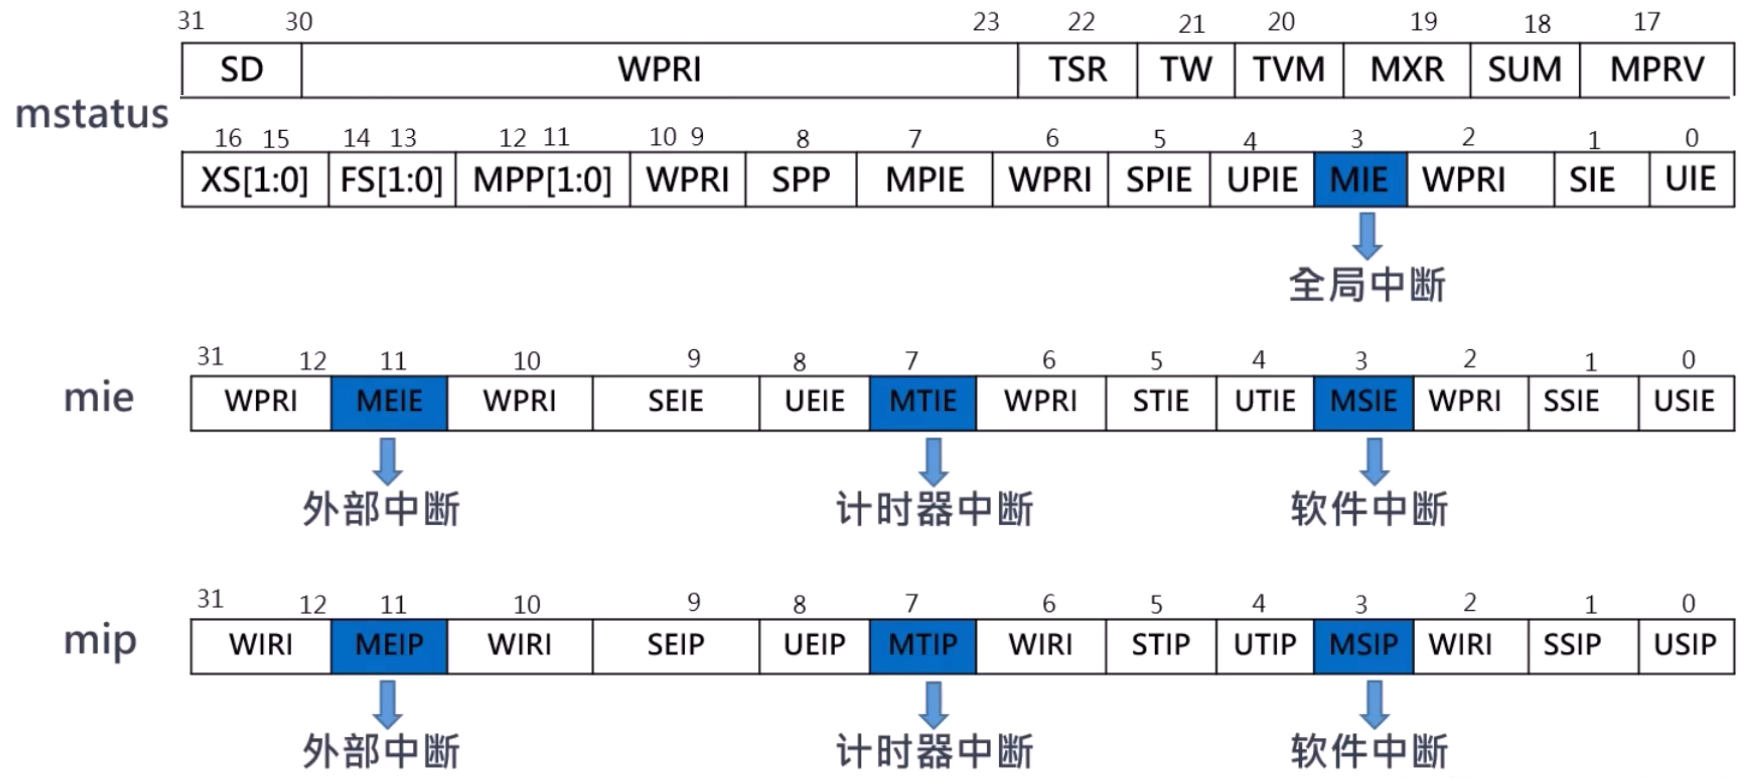 31 30 23 22 21 20 19 18 17
SD WPRI TSR TW TVM MXR SUM MPRV
mstatus
16 15 14 13 12 11 10 9 8 7 6 5 4 3 2 1 0
XS[1:0] FS[1:0] MPP[1:0] WPRI SPP MPIE WPRI SPIE UPIE MIE WPRI SIE UIE
全局中断
31 12 11 10 9 8 7 6 5 4 3 2 1 0
mie WPRI MEIE WPRI SEIE UEIE MTIE WPRI STIE UTIE MSIE WPRI SSIE USIE
外部中断 计时器中断 软件中断
31 12 11 10 9 8 7 6 5 4 3 2 1 0
mip WIRI MEIP WIRI SEIP UEIP MTIP WIRI STIP UTIP MSIP WIRI SSIP USIP
外部中断 计时器中断 软件中断